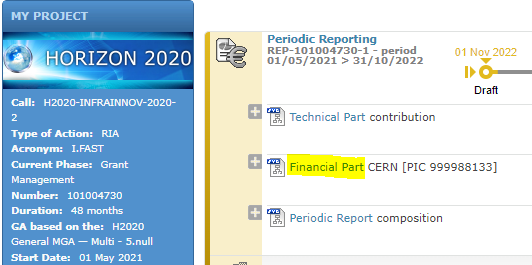 MY PROJECT
HORIZON 2020
Call: H2020-INFRAINNOV-2020-
2
Type of Action: RIA
Acronym: I.FAST
Current Phase: Grant
Management
Number: 101004730
Duration: 48 months
GA based on the: H2020
General MGA — Multi - 5.null
Start Date: 01 May 2021
Periodic Reporting
REP-101004730-1 - period
01/05/2021 > 31/10/2022
01 Nov 2022
Draft
Technical Part contribution
Financial Part CERN [PIC 999988133]
Periodic Report composition